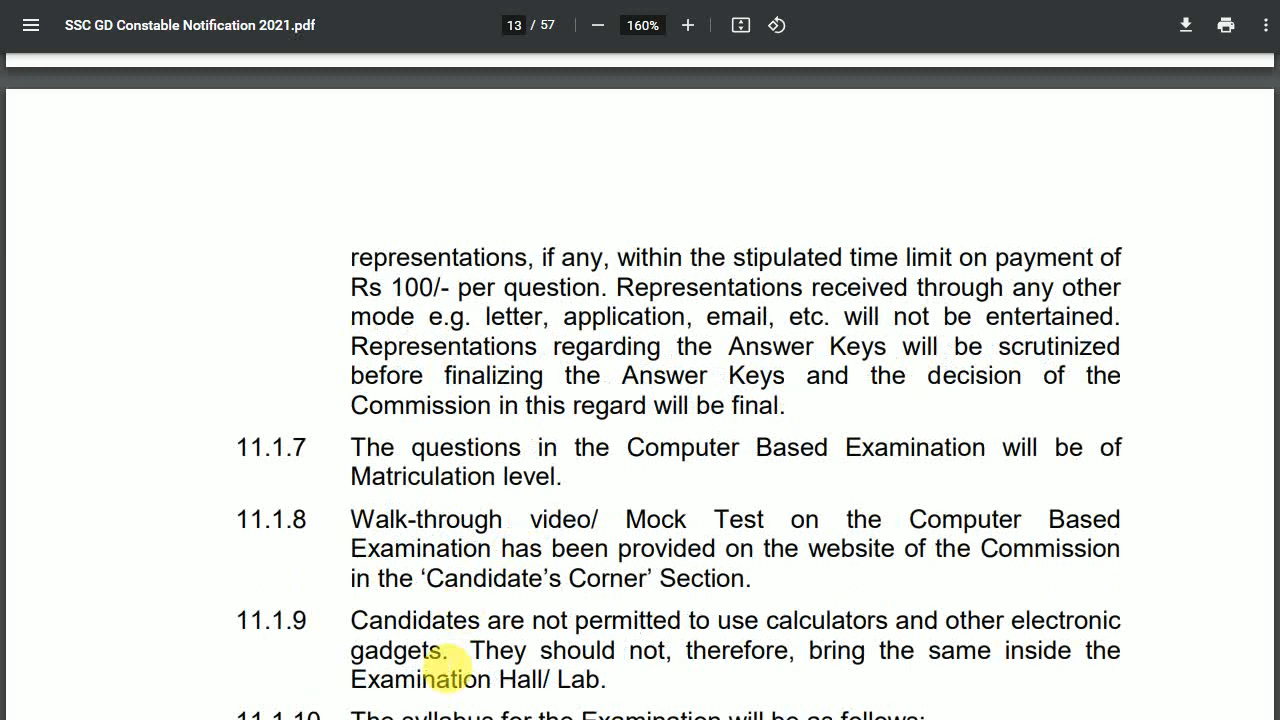 SSC GD Constable Notification 2021.pdf 13 / 57 160%
representations, if any, within the stipulated time limit on payment of
Rs 100/- per question. Representations received through any other
mode e.g. letter, application, email, etc. will not be entertained.
Representations regarding the Answer Keys will be scrutinized
before finalizing the Answer Keys and the decision of the
Commission in this regard will be final.
11.1.7 The questions in the Computer Based Examination will be of
Matriculation level.
11.1.8 Walk-through video/ Mock Test on the Computer Based
Examination has been provided on the website of the Commission
in the ‘Candidate’s Corner’ Section.
11.1.9 Candidates are not permitted to use calculators and other electronic
gadgets. They should not, therefore, bring the same inside the
Examination Hall/ Lab.
11.1.10 The syllabus for the Examination will be as follows: